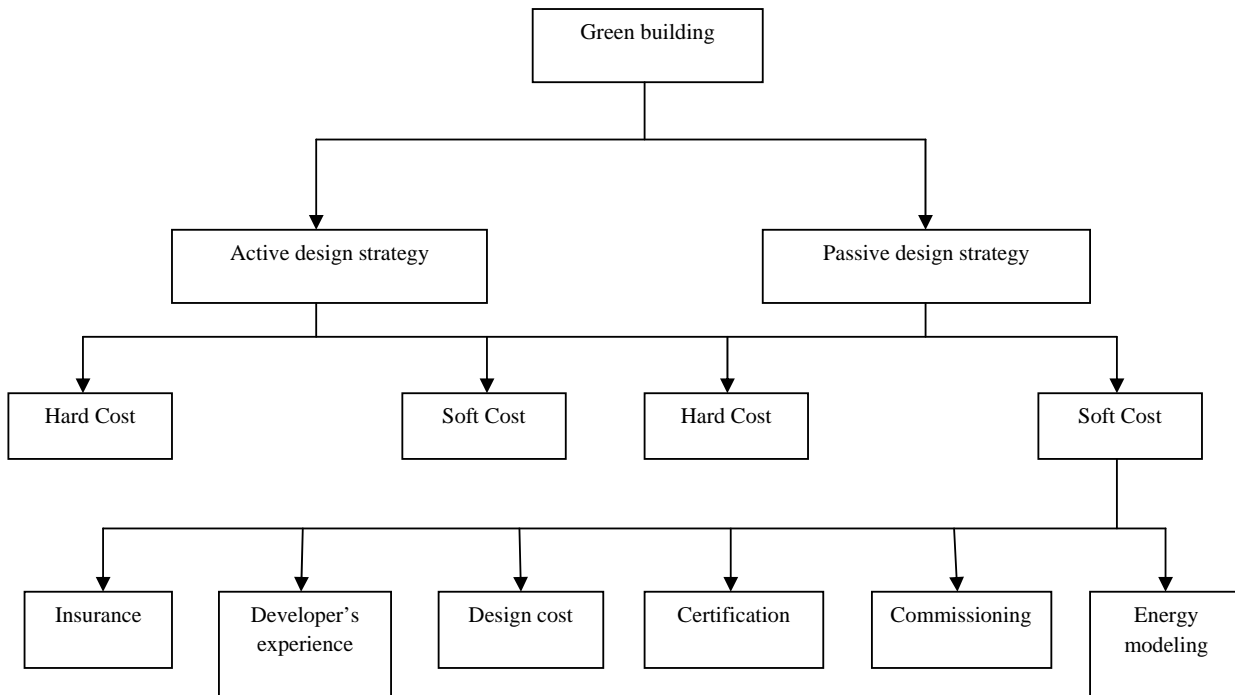 Green building
Active design strategy
Passive design strategy
Hard Cost
Soft Cost
Hard Cost
Soft Cost
Insurance
Developer’s
experience
Design cost
Certification
Commissioning
Energy
modeling